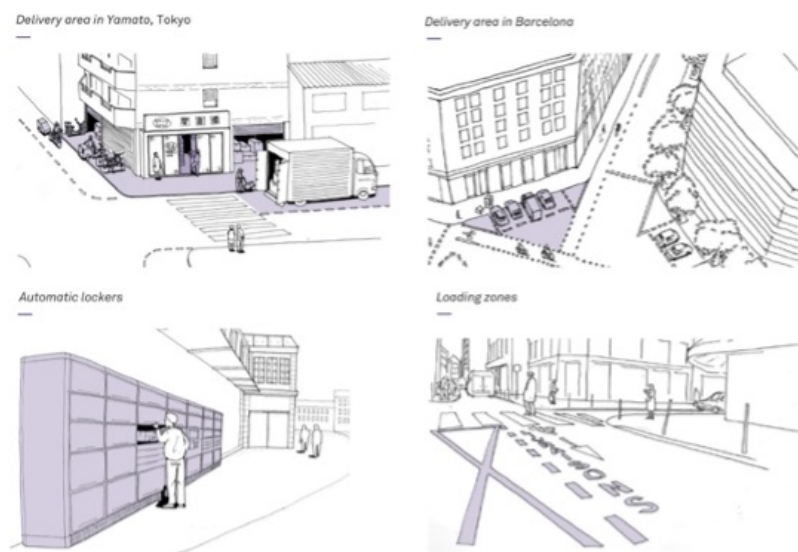 Delivery area in Yamato, Tokyo
Delivery area in Barcelona
Automatic lockers
Loading zones